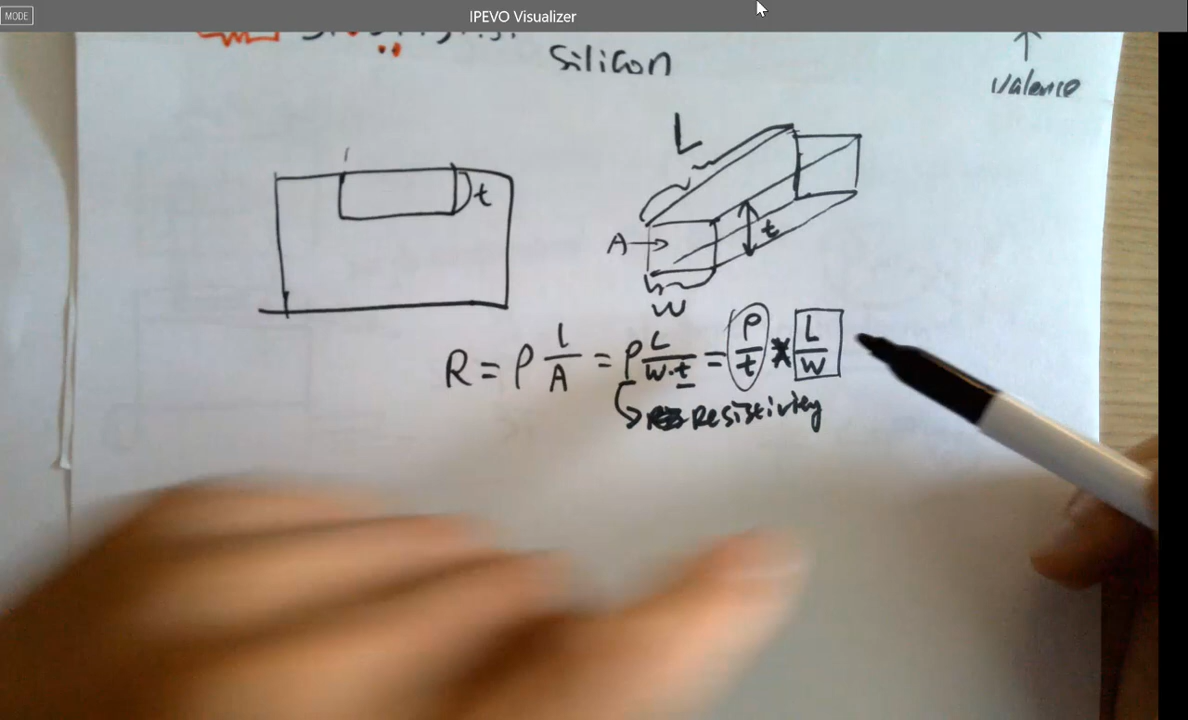 MODE
IPEVO Visualizer
Silicon
Valence
L
t
A
t
W
R = ρ L/A = ρ L/W.t = ρ/t * L/W
Resistivity